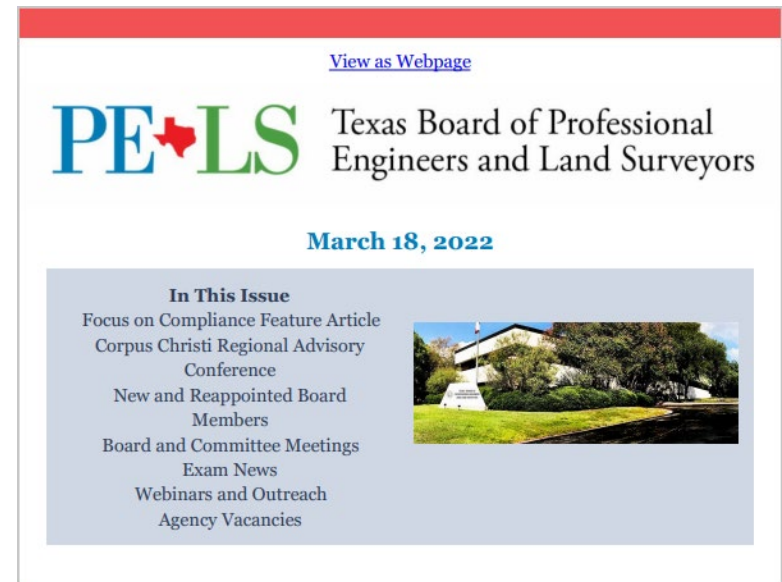 View as Webpage
PE LS
Texas Board of Professional
Engineers and Land Surveyors
March 18, 2022
In This Issue
Focus on Compliance Feature Article
Corpus Christi Regional Advisory
Conference
New and Reappointed Board
Members
Board and Committee Meetings
Exam News
Webinars and Outreach
Agency Vacancies